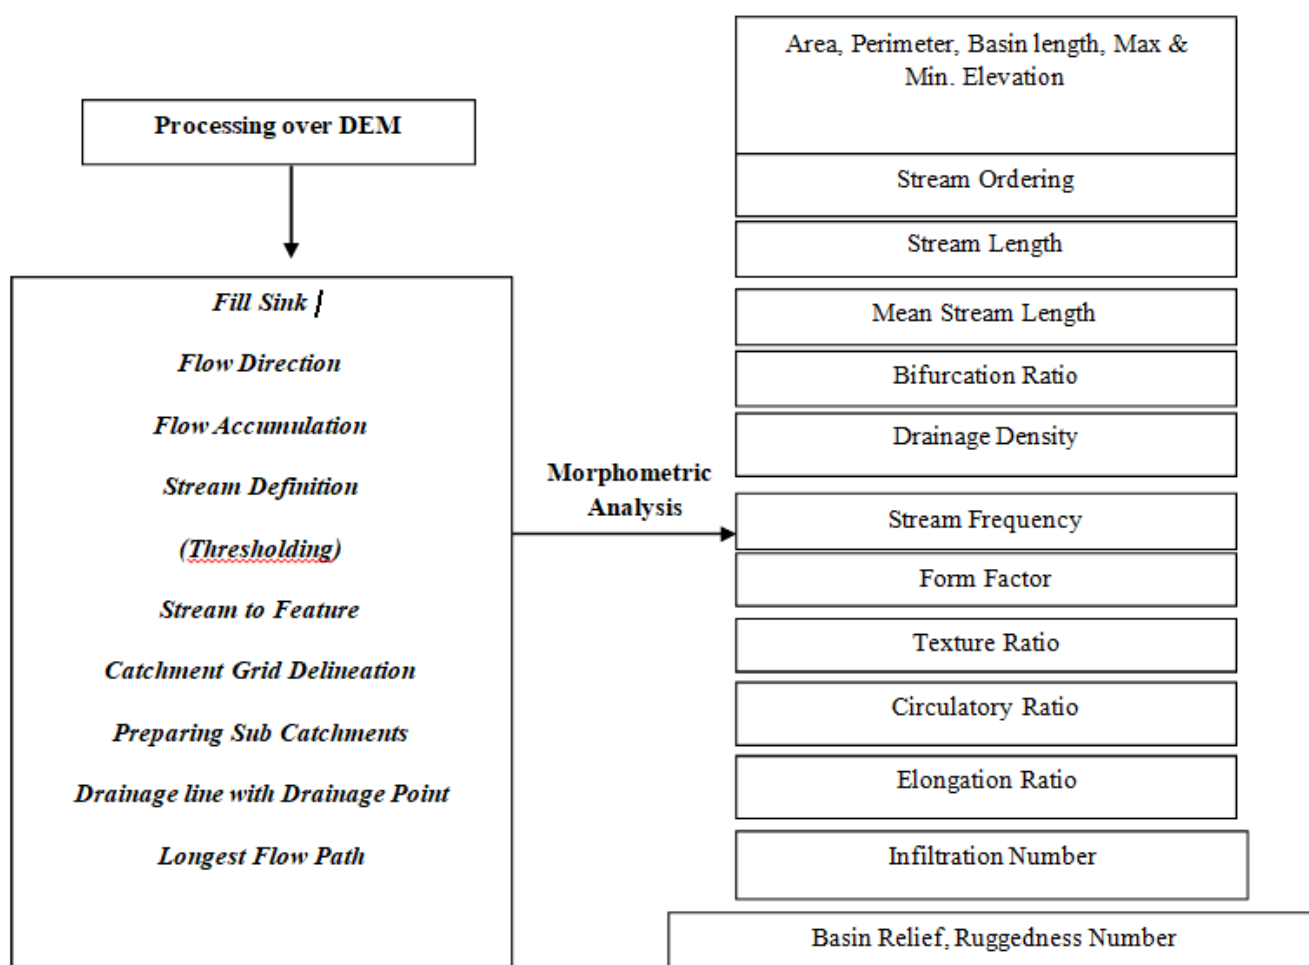 Processing over DEM
Fill Sink
Flow Direction
Flow Accumulation
Stream Definition
(Thresholding)
Stream to Feature
Catchment Grid Delineation
Preparing Sub Catchments
Drainage line with Drainage Point
Longest Flow Path
Morphometric
Analysis
Area, Perimeter, Basin length, Max &
Min. Elevation
Stream Ordering
Stream Length
Mean Stream Length
Bifurcation Ratio
Drainage Density
Stream Frequency
Form Factor
Texture Ratio
Circulatory Ratio
Elongation Ratio
Infiltration Number
Basin Relief, Ruggedness Number